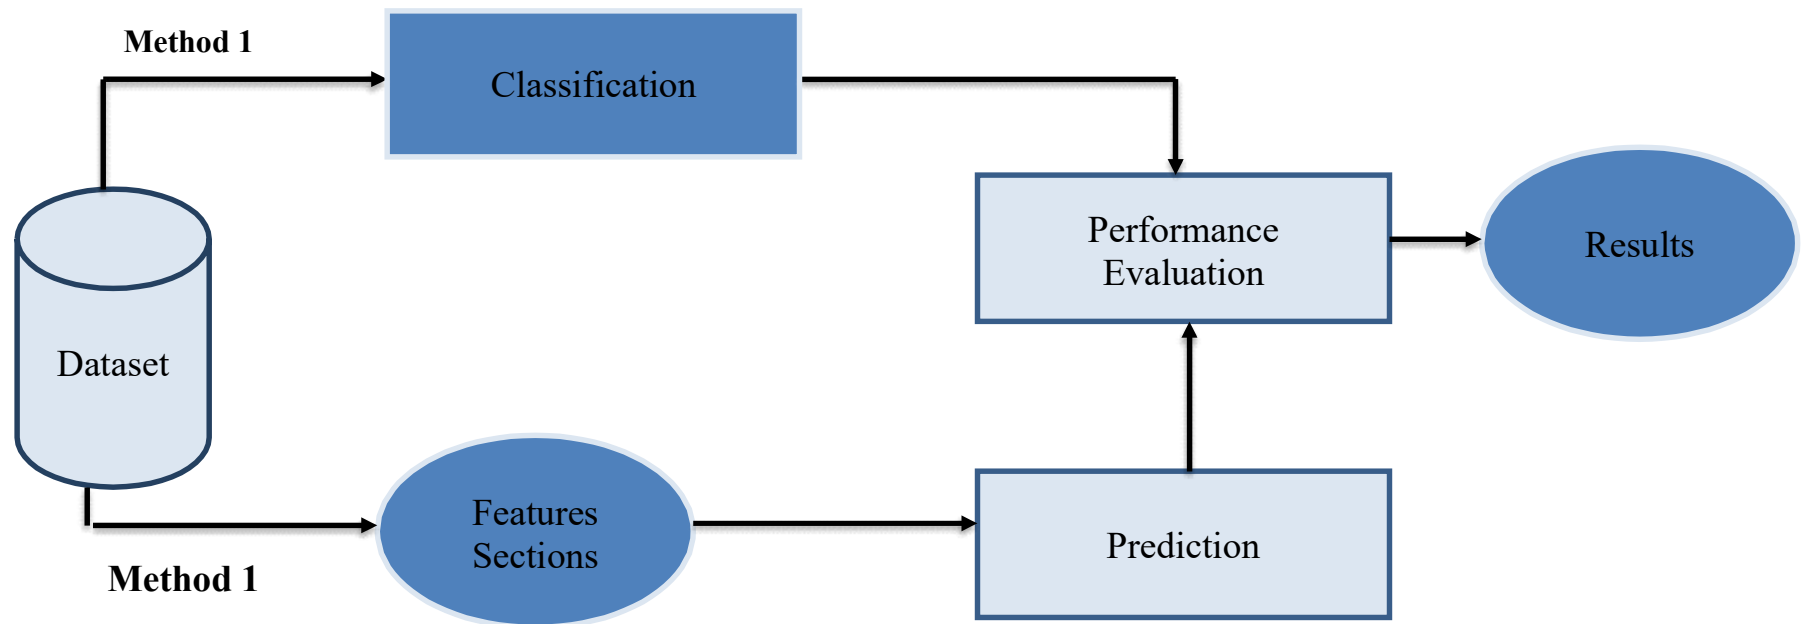 Method 1
Classification
Performance
Evaluation
Results
Dataset
Features
Sections
Prediction
Method 1